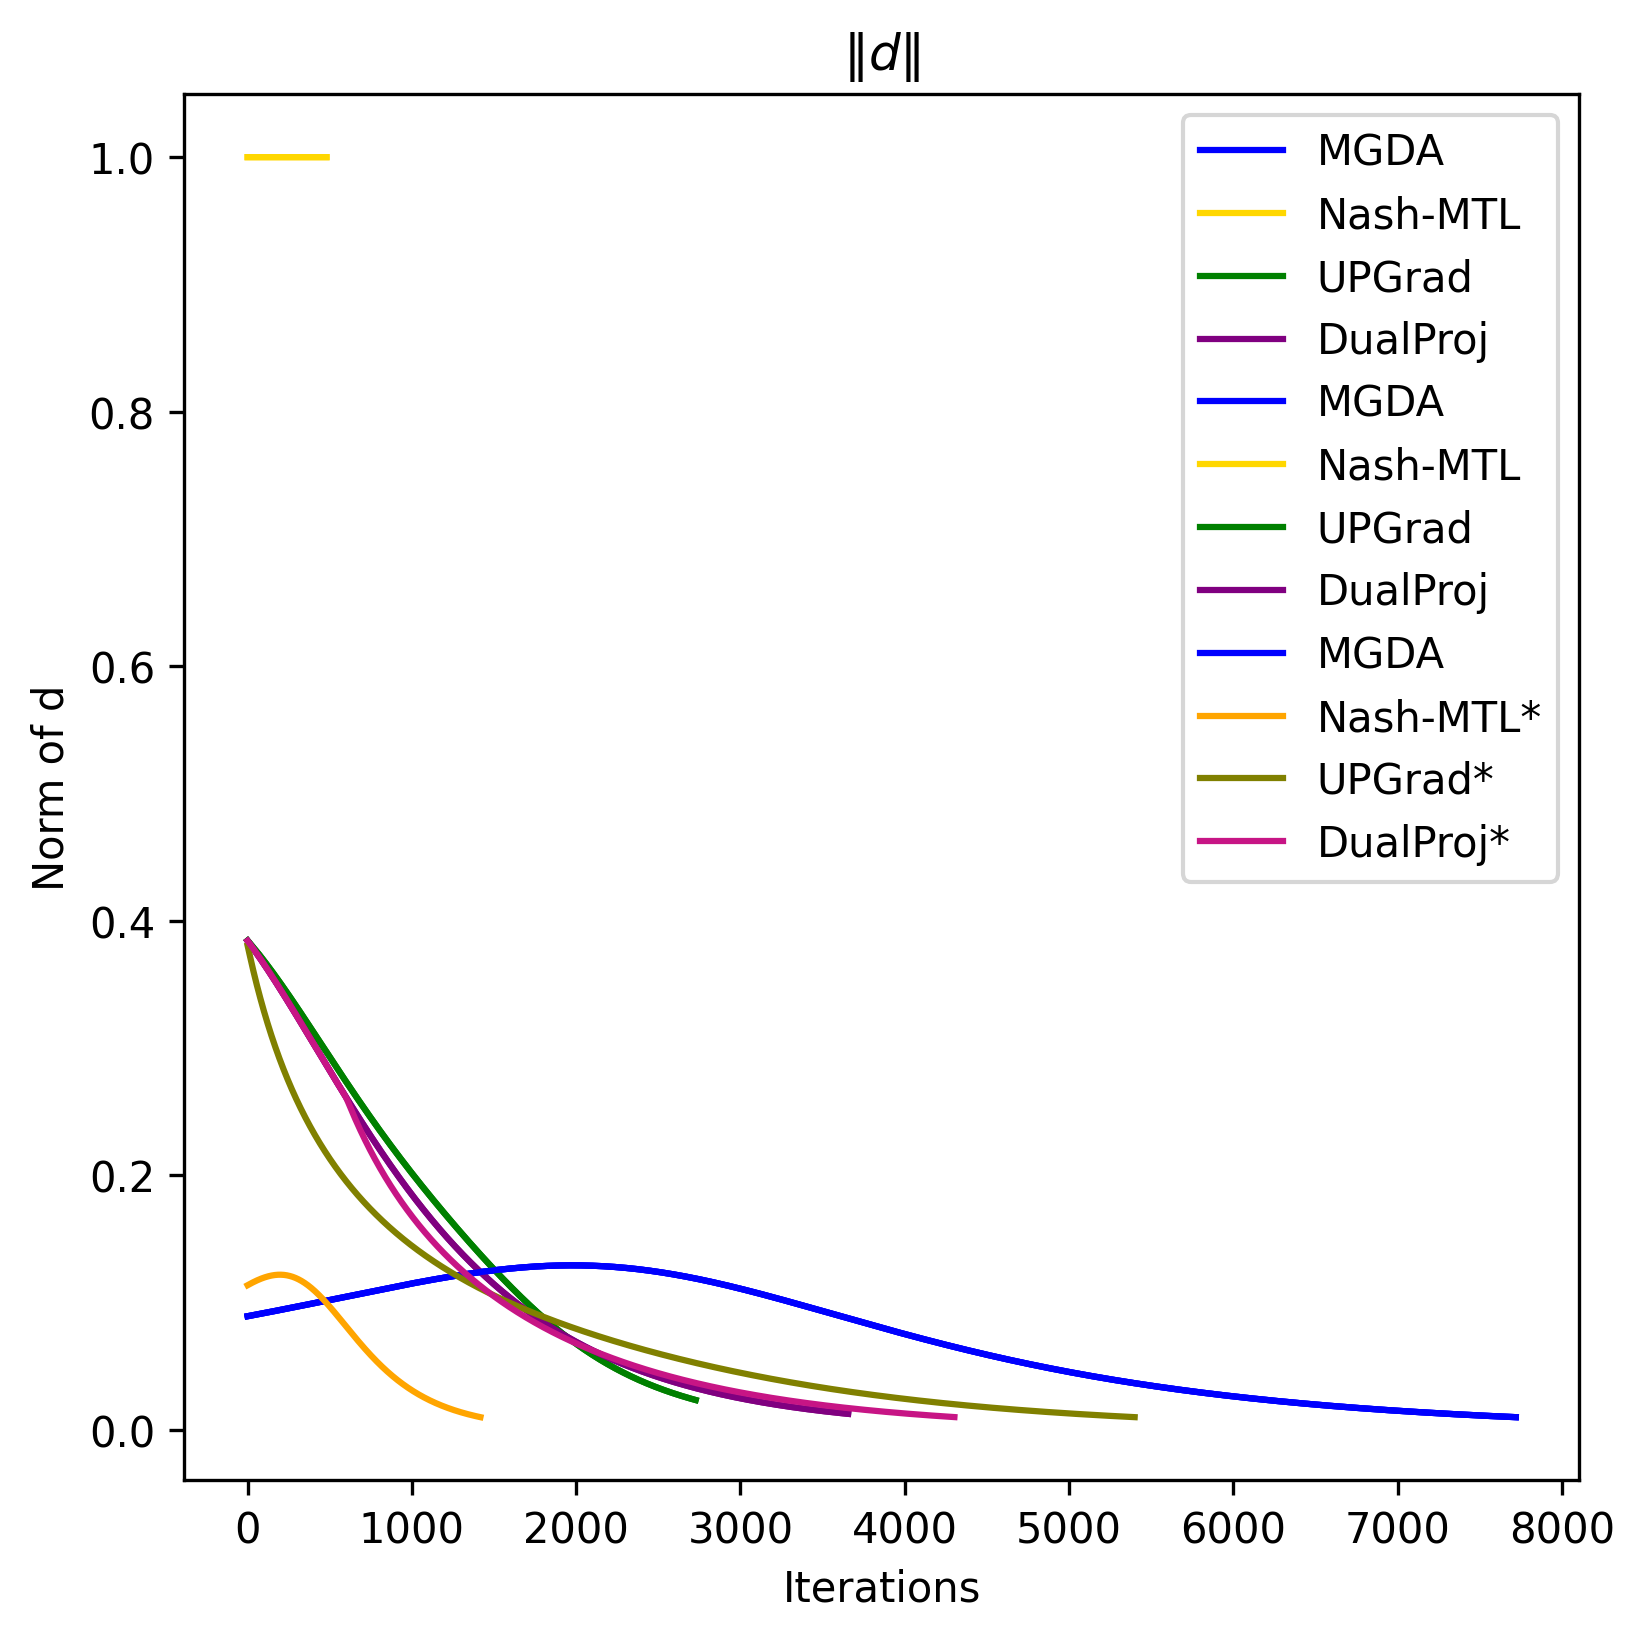 ‖d‖
1.0
0.8
0.6
0.4
0.2
0.0
Norm of d
MGDA
Nash-MTL
UPGrad
DualProj
MGDA
Nash-MTL
UPGrad
DualProj
MGDA
Nash-MTL*
UPGrad*
DualProj*
0 1000 2000 3000 4000 5000 6000 7000 8000
Iterations